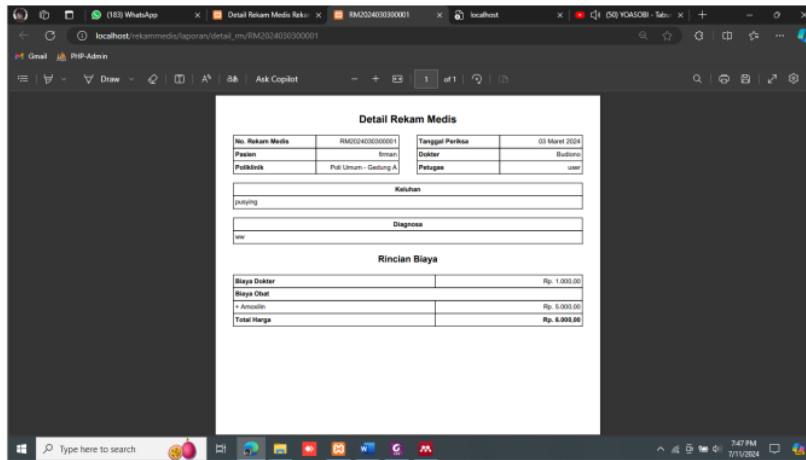 (183) WhatsApp
Detail Rekam Medis Rekam
RM2024030300001
localhost
(50) YOASOBI - Tabu
localhost/rekammedis/laporan/detail_rm/RM2024030300001
Gmail PHP-Admin
Draw Ask Copilot 1 of 1
Detail Rekam Medis
No. Rekam Medis RM2024030300001 Tanggal Periksa 03 Maret 2024
Pasien firman Dokter Budiono
Poliklinik Poli Umum - Gedung A Petugas user
Keluhan
pusying
Diagnosa
ww
Rincian Biaya
Biaya Dokter Rp. 1.000,00
Biaya Obat
+ Amoxilin Rp. 5.000,00
Total Harga Rp. 6.000,00
Type here to search
7:47 PM
7/11/2024